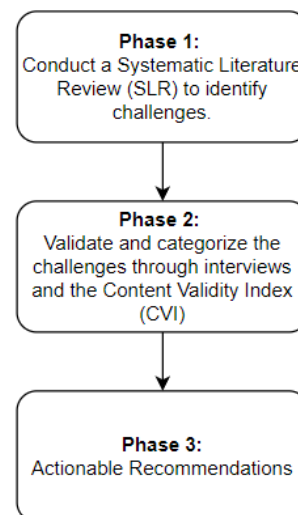 Phase 1:
Conduct a Systematic Literature
Review (SLR) to identify
challenges.
Phase 2:
Validate and categorize the
challenges through interviews
and the Content Validity Index
(CVI)
Phase 3:
Actionable Recommendations